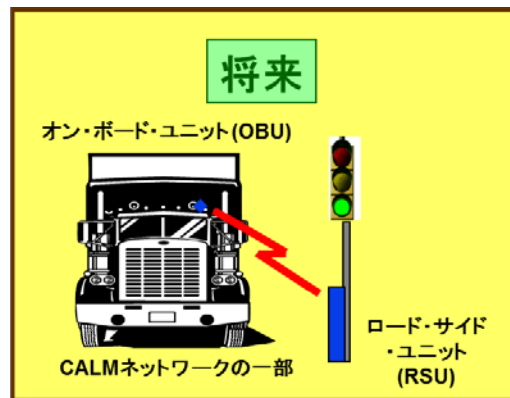 将来
オン・ボード・ユニット(OBU)
CALMネットワークの一部
ロード・サイド
・ユニット
(RSU)